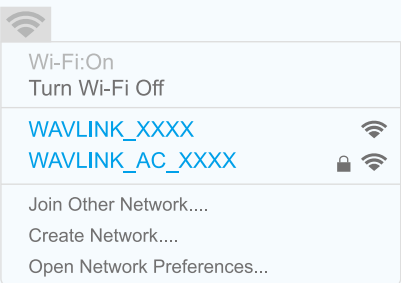 Wi-Fi:On
Turn Wi-Fi Off
WAVLINK_XXXX
WAVLINK_AC_XXXX
Join Other Network....
Create Network....
Open Network Preferences...